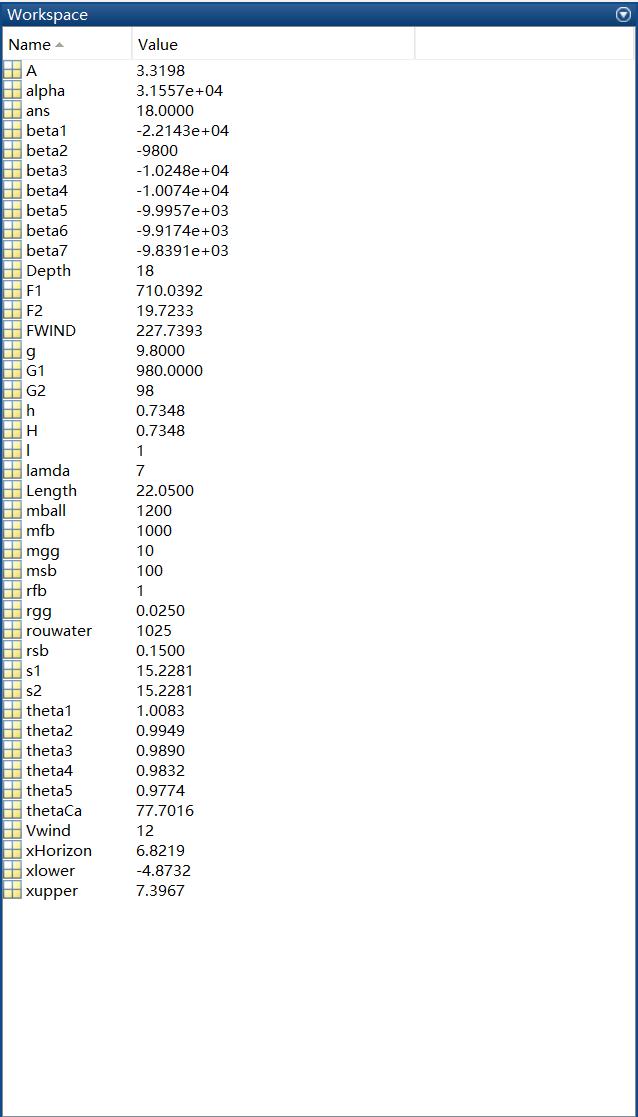 Workspace
Name Value
A 3.3198
alpha 3.1557e+04
ans 18.0000
beta1 -2.2143e+04
beta2 -9800
beta3 -1.0248e+04
beta4 -1.0074e+04
beta5 -9.9957e+03
beta6 -9.9174e+03
beta7 -9.8391e+03
Depth 18
F1 710.0392
F2 19.7233
FWIND 227.7393
g 9.8000
G1 980.0000
G2 98
h 0.7348
H 0.7348
l 1
lamda 7
Length 22.0500
mball 1200
mfb 1000
mgg 10
msb 100
rfb 1
rgg 0.0250
rouwater 1025
rsb 0.1500
s1 15.2281
s2 15.2281
theta1 1.0083
theta2 0.9949
theta3 0.9890
theta4 0.9832
theta5 0.9774
thetaCa 77.7016
Vwind 12
xHorizon 6.8219
xlower -4.8732
xupper 7.3967